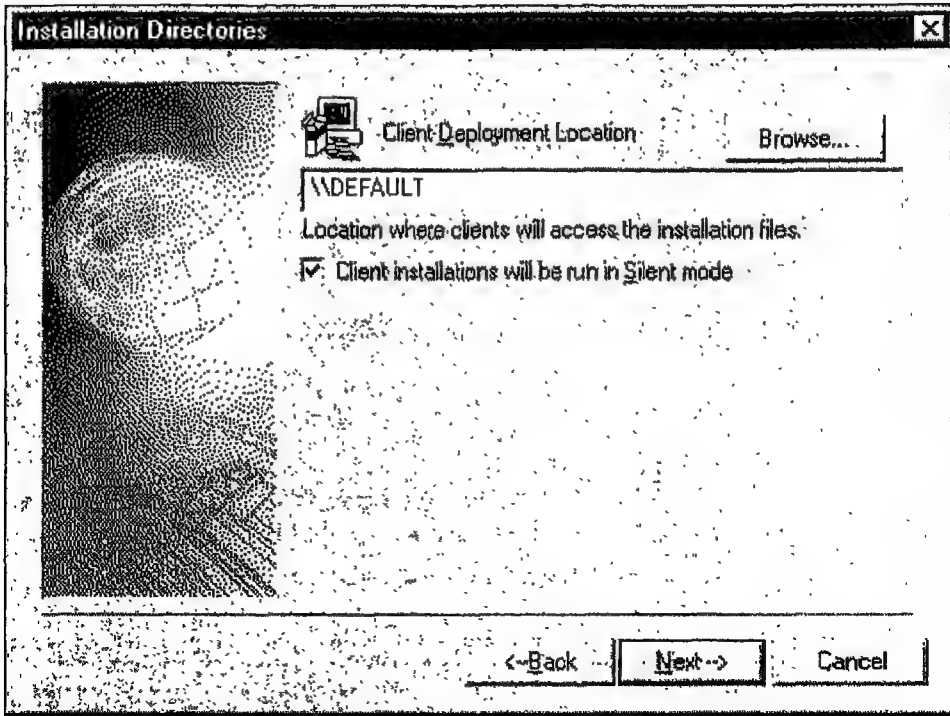 Installation Directories
Client Deployment Location
Browse...
\\DEFAULT
Location where clients will access the installation files.
Client installations will be run in Silent mode
<--Back
Next-->
Cancel